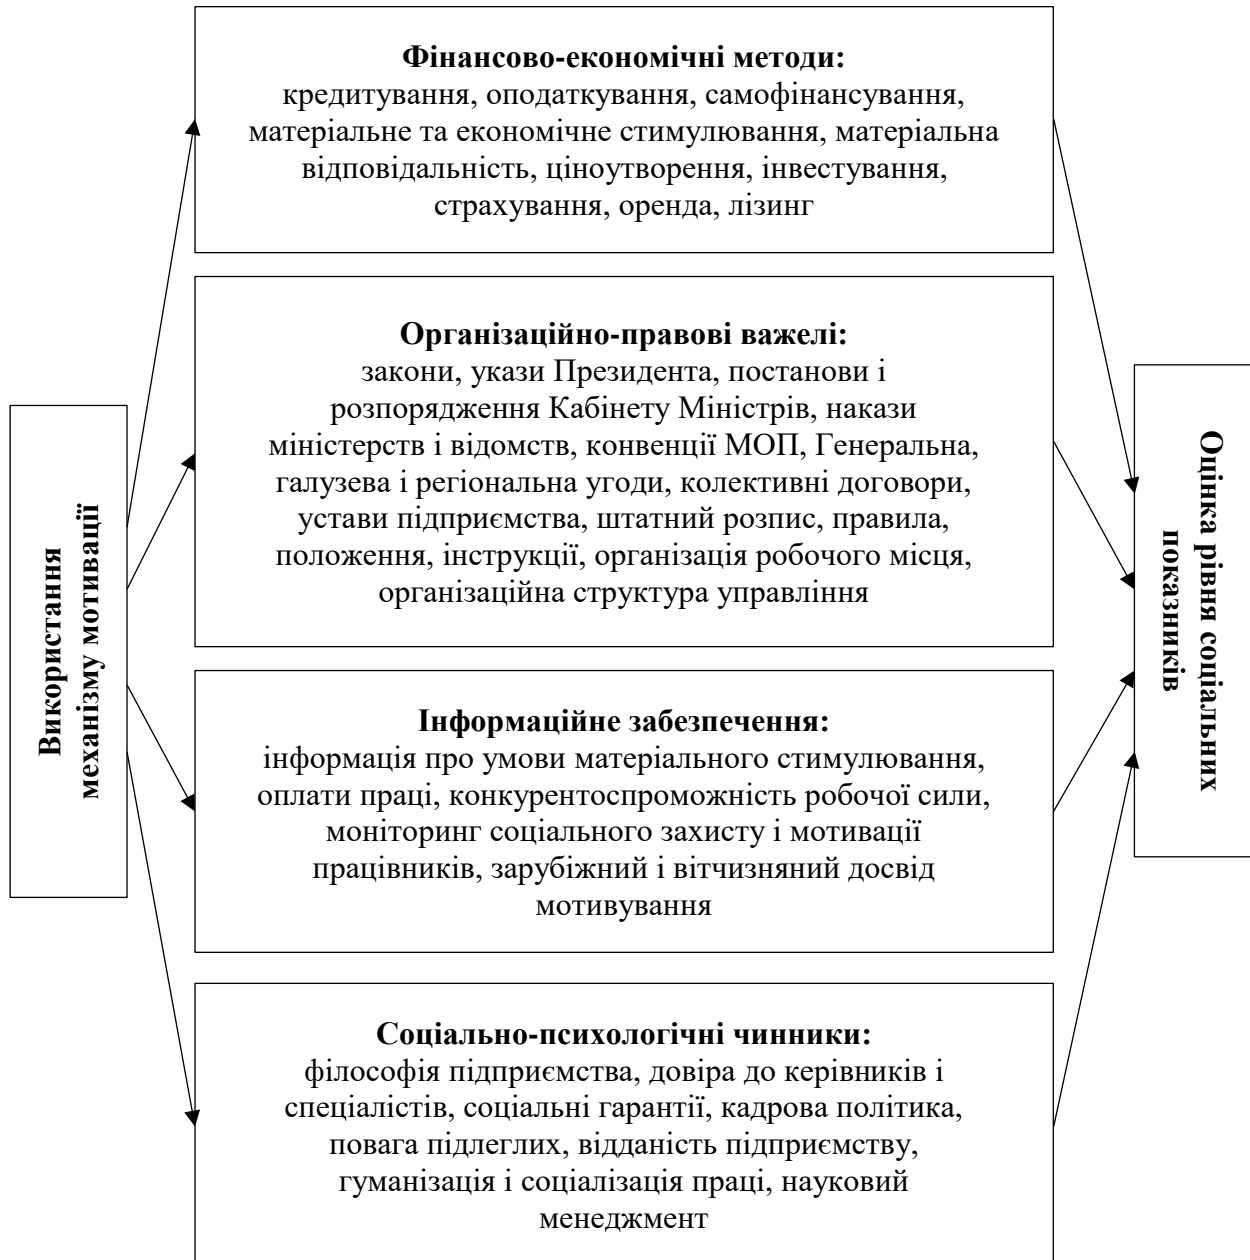 Використання
механізму мотивації
Фінансово-економічні методи:
кредитування, оподаткування, самофінансування,
матеріальне та економічне стимулювання, матеріальна
відповідальність, ціноутворення, інвестування,
страхування, оренда, лізинг
Організаційно-правові важелі:
закони, укази Президента, постанови і
розпорядження Кабінету Міністрів, накази
міністерств і відомств, конвенції МОП, Генеральна,
галузева і регіональна угоди, колективні договори,
устави підприємства, штатний розпис, правила,
положення, інструкції, організація робочого місця,
організаційна структура управління
Інформаційне забезпечення:
інформація про умови матеріального стимулювання,
оплати праці, конкурентоспроможність робочої сили,
моніторинг соціального захисту і мотивації
працівників, зарубіжний і вітчизняний досвід
мотивування
Соціально-психологічні чинники:
філософія підприємства, довіра до керівників і
спеціалістів, соціальні гарантії, кадрова політика,
повага підлеглих, відданість підприємству,
гуманізація і соціалізація праці, науковий
менеджмент
Оцінка рівня соціальних
показників